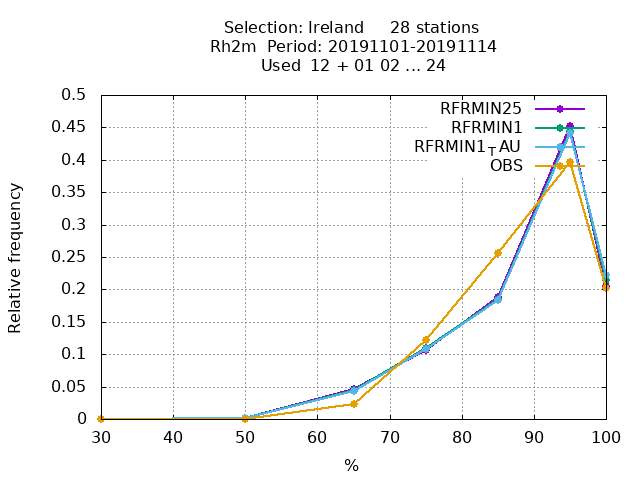 Selection: Ireland 28 stations
Rh2m Period: 20191101-20191114
Used 12 + 01 02 ... 24
RFRMIN25
RFRMIN1
RFRMIN1┬AU
OBS
0.5
0.45
0.4
0.35
0.3
0.25
0.2
0.15
0.1
0.05
0
Relative frequency
30 40 50 60 70 80 90 100
%